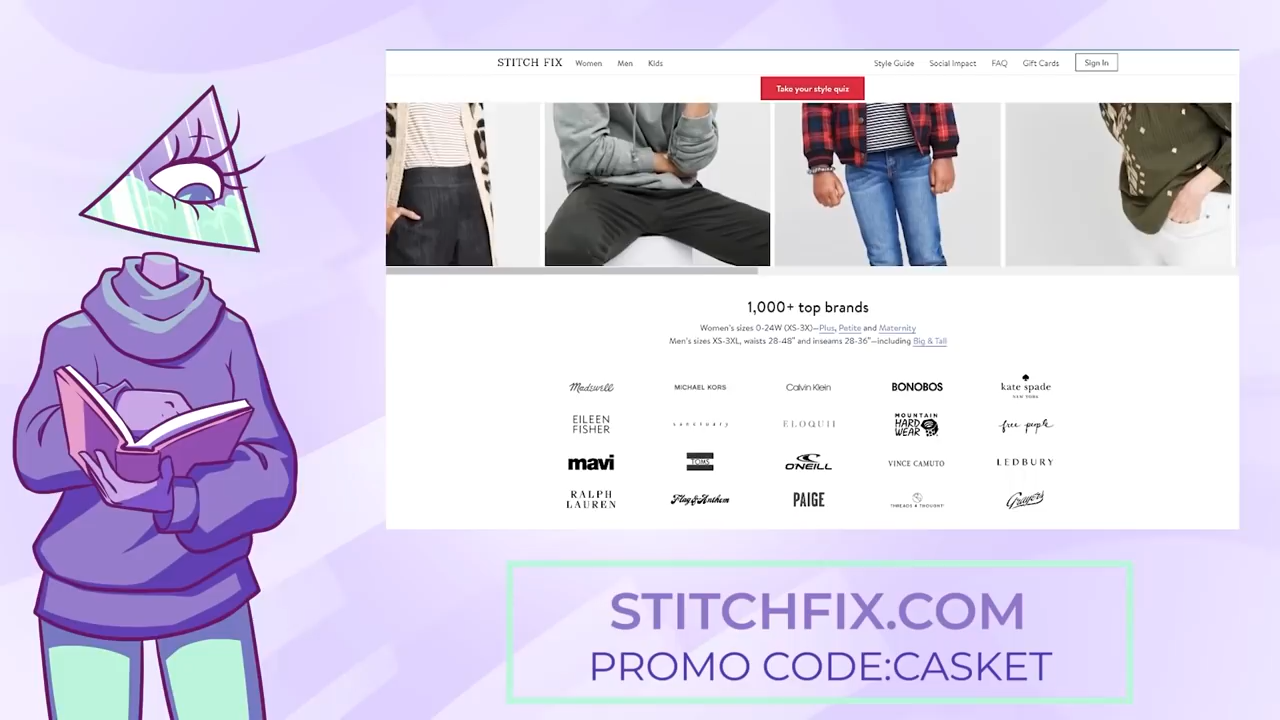 STITCH FIX Women Men Kids Style Guide Social Impact FAQ Gift Cards Sign In
Take your style quiz
1,000+ top brands
Women's sizes 0-24W (XS-3X)—Plus, Petite and Maternity
Men's sizes XS-3XL, waists 28-48" and inseams 28-36"—including Big & Tall
Madewell MICHAEL KORS Calvin Klein BONOBOS kate spade
NEW YORK
EILEEN FISHER sanctuary ELOQUII MOUNTAIN HARD WEAR free people
mavi TOMS O'NEILL VINCE CAMUTO LEDBURY
RALPH LAUREN Flag & Anthem PAIGE THREADS 4 THOUGHT Grayers
STITCHFIX.COM
PROMO CODE:CASKET